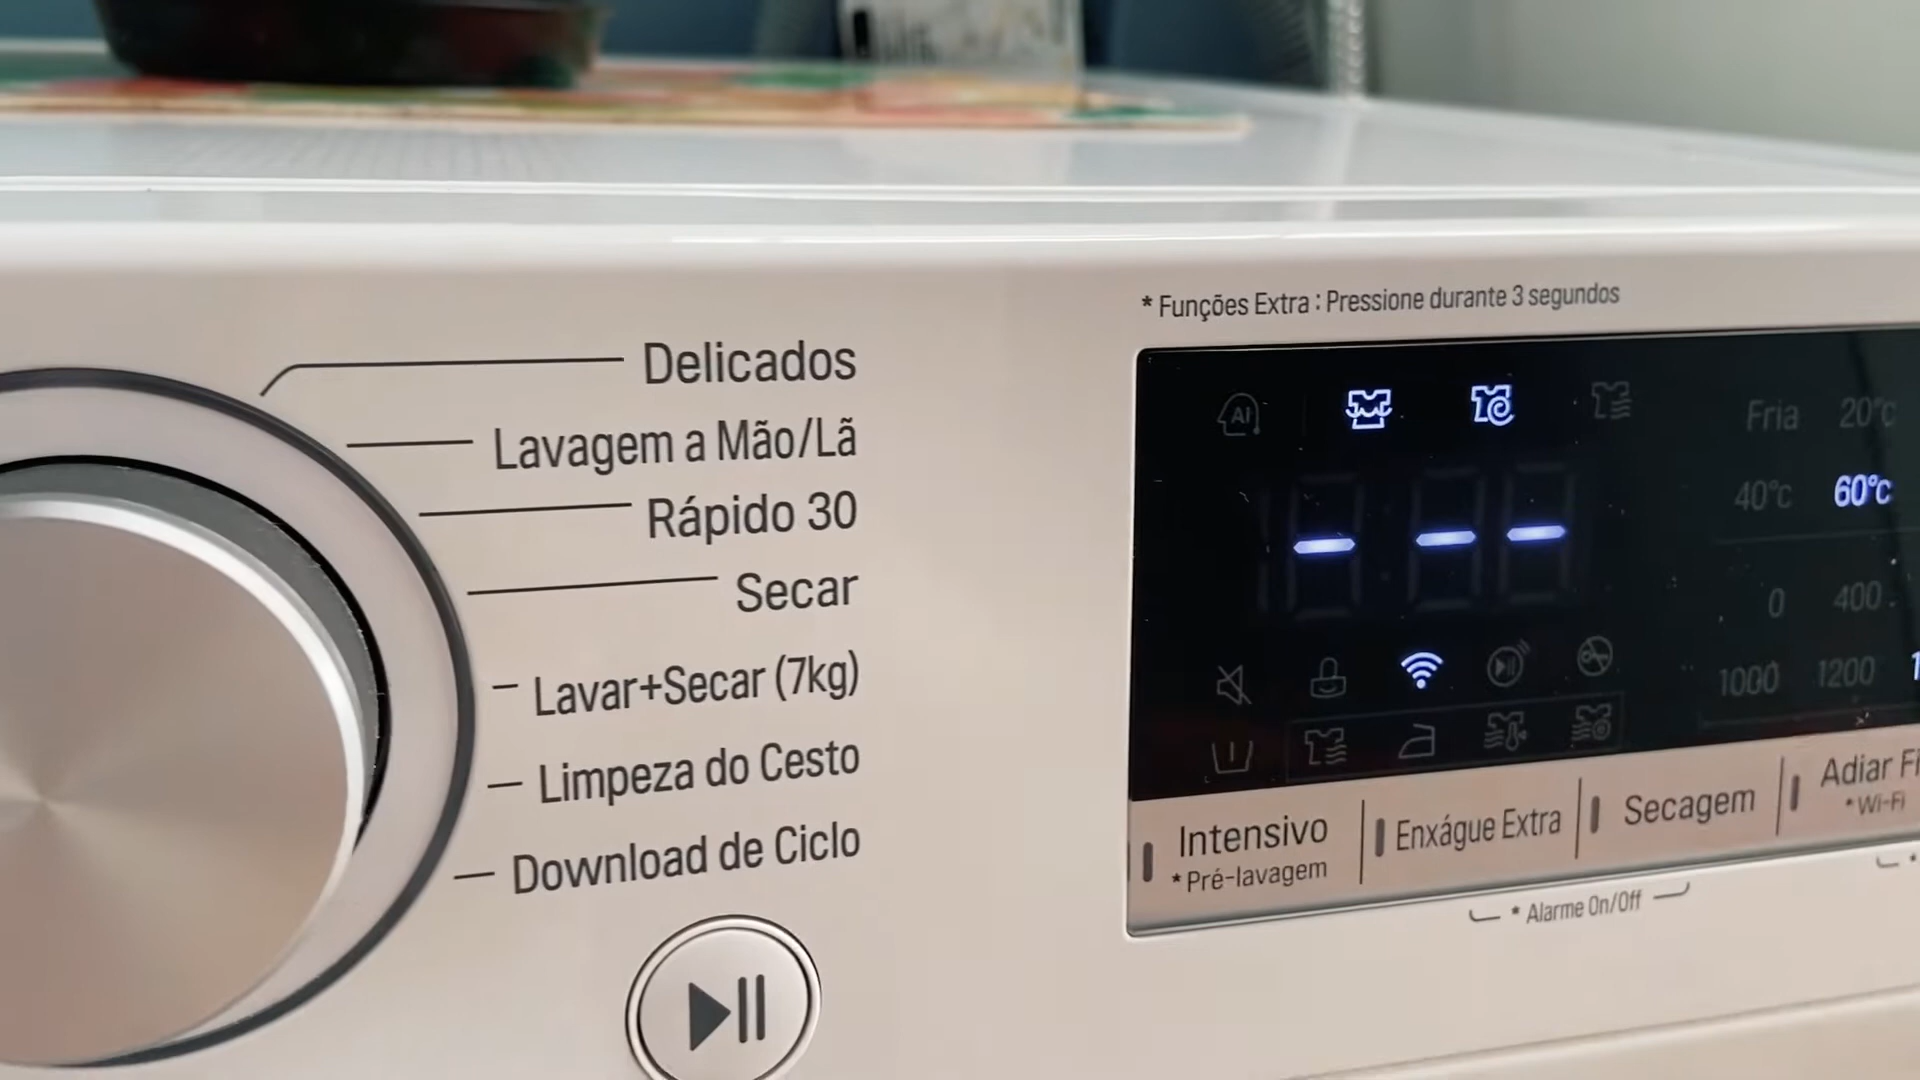 * Funções Extra : Pressione durante 3 segundos
Delicados
Lavagem a Mão/Lã
Rápido 30
Secar
Lavar+Secar (7kg)
Limpeza do Cesto
Download de Ciclo
AI
Fria 20°c
40°c 60°c
- - -
0 400
1000 1200
Intensivo
* Pré-lavagem
Enxágue Extra
Secagem
Adiar
* Wi-Fi
* Alarme On/Off